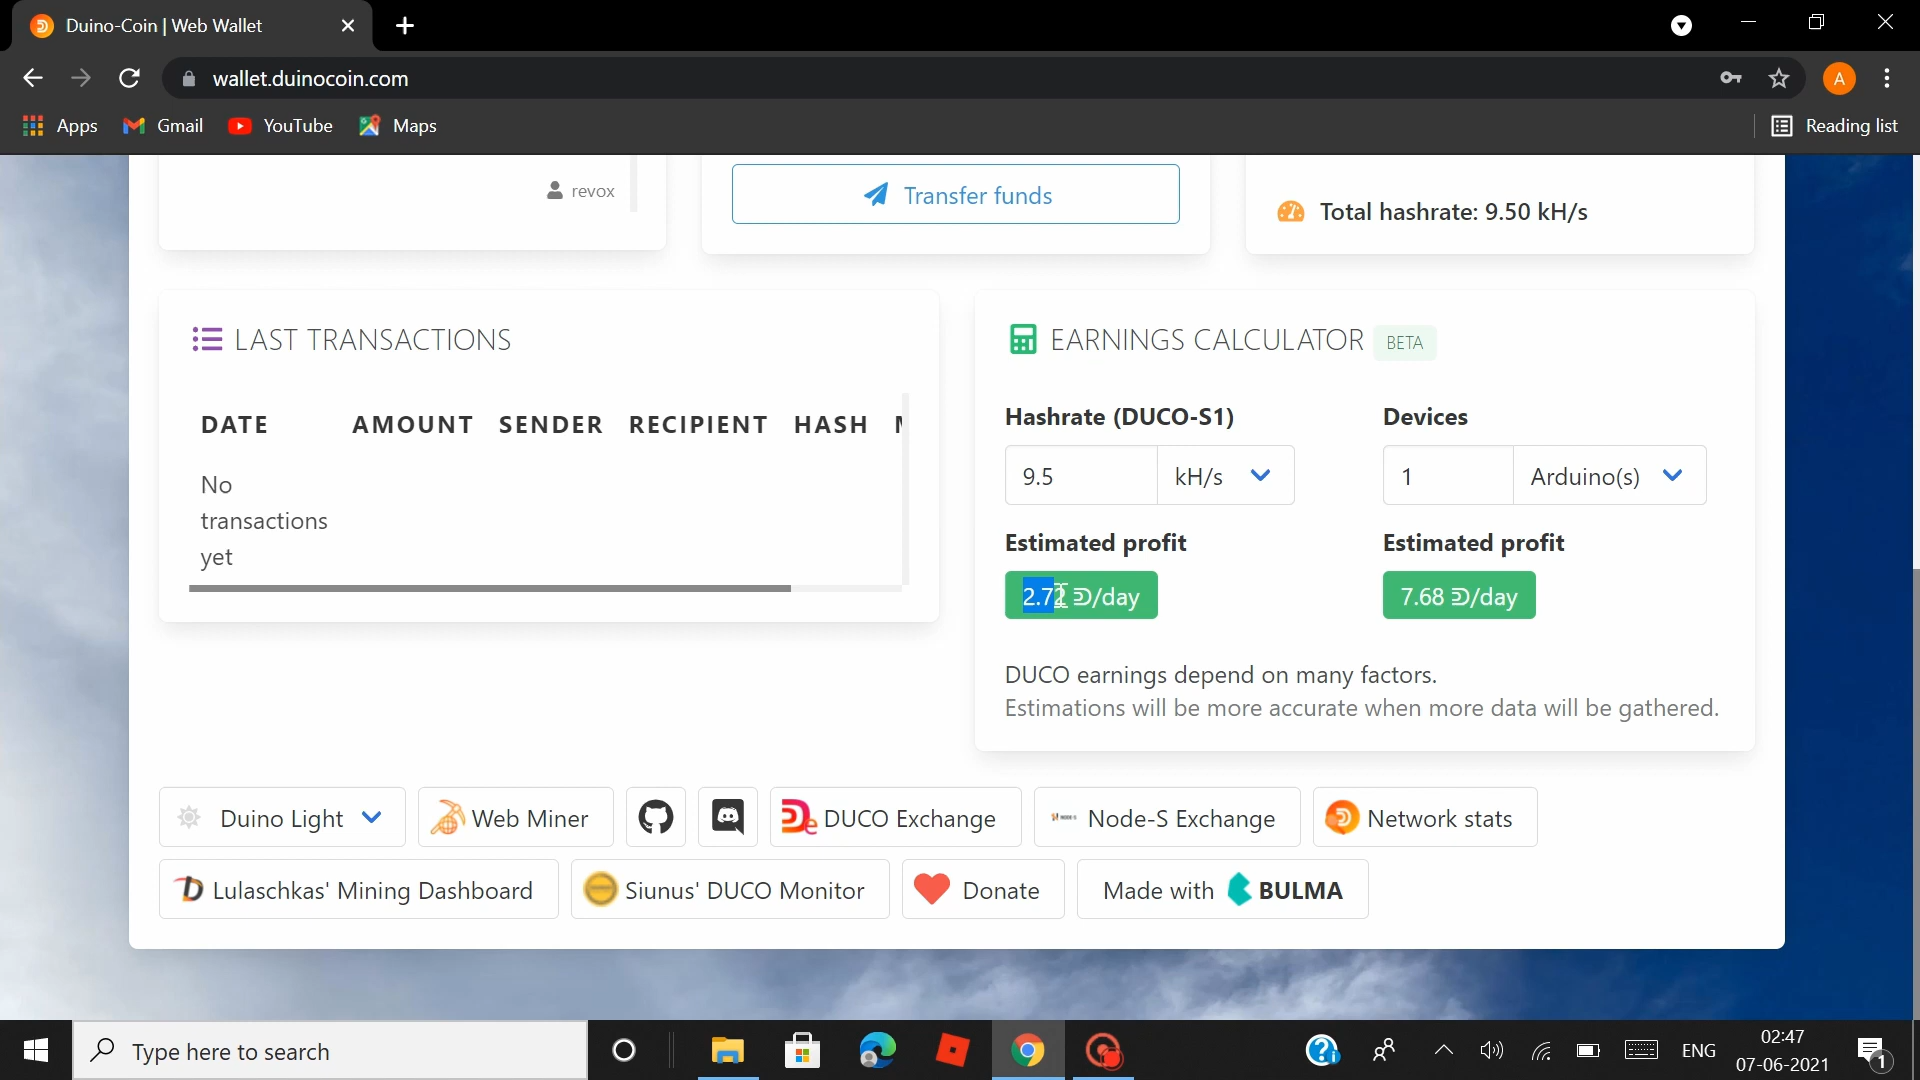 Duino-Coin | Web Wallet
wallet.duinocoin.com
A
Apps Gmail YouTube Maps Reading list
revox
Transfer funds
Total hashrate: 9.50 kH/s
LAST TRANSACTIONS
DATE AMOUNT SENDER RECIPIENT HASH
No
transactions
yet
EARNINGS CALCULATOR BETA
Hashrate (DUCO-S1) Devices
9.5 kH/s 1 Arduino(s)
Estimated profit Estimated profit
2.72 ᕲ/day 7.68 ᕲ/day
DUCO earnings depend on many factors.
Estimations will be more accurate when more data will be gathered.
Duino Light Web Miner DUCO Exchange Node-S Exchange Network stats
Lulaschkas' Mining Dashboard Siunus' DUCO Monitor Donate Made with BULMA
Type here to search
ENG
02:47
07-06-2021
1